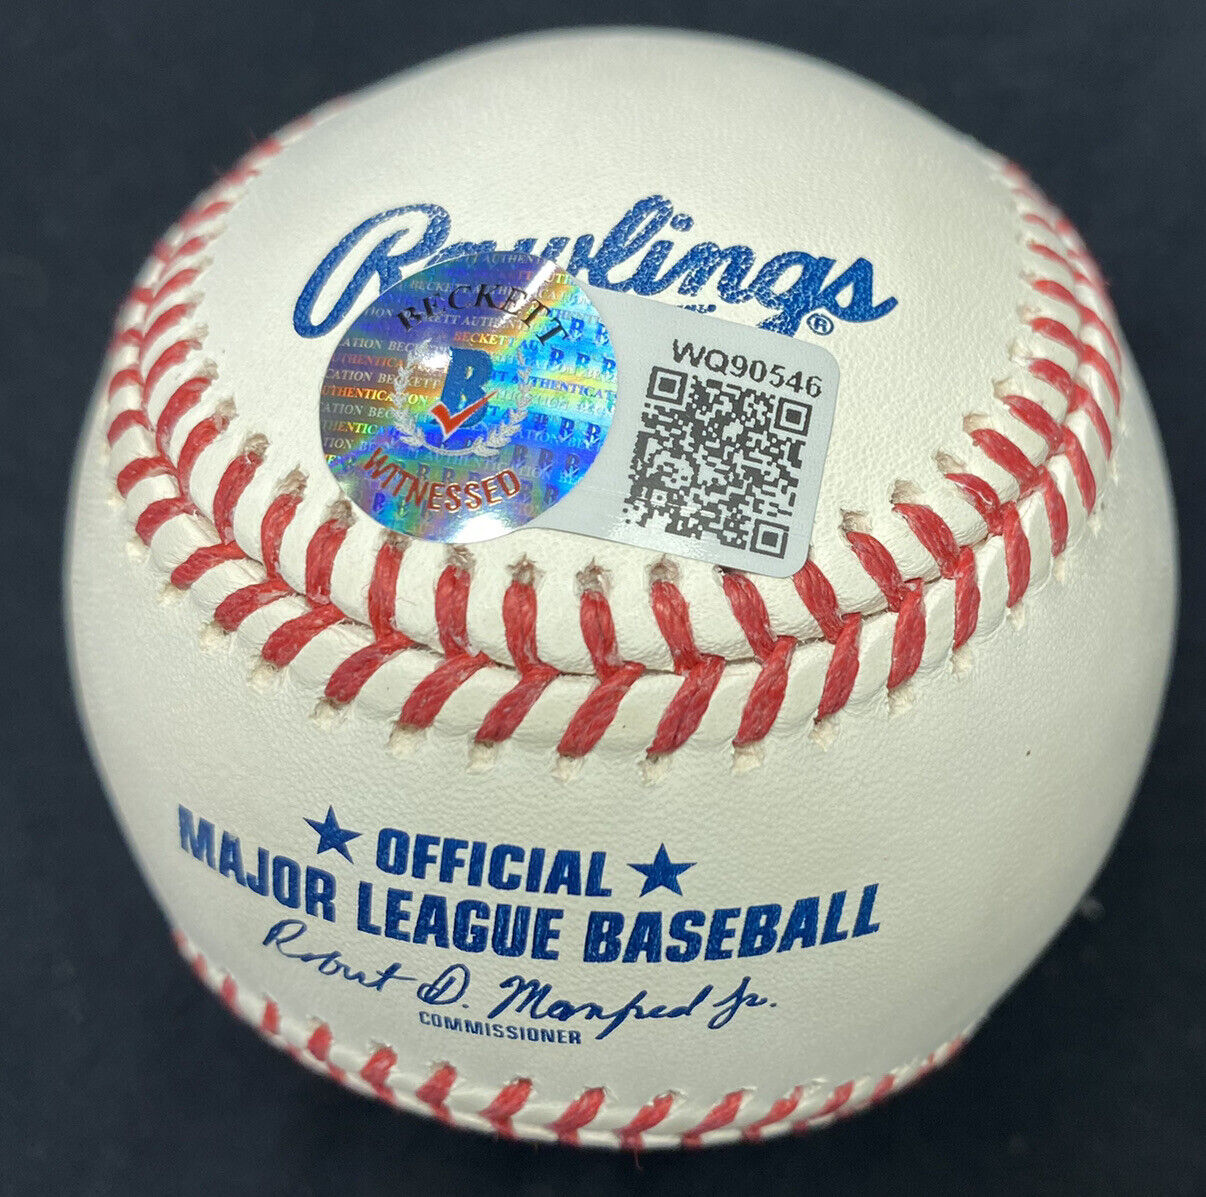 Rawlings®
BECKETT
B
WITNESSED
WQ90546
★ OFFICIAL ★
MAJOR LEAGUE BASEBALL
Robert D. Manfred Jr.
COMMISSIONER